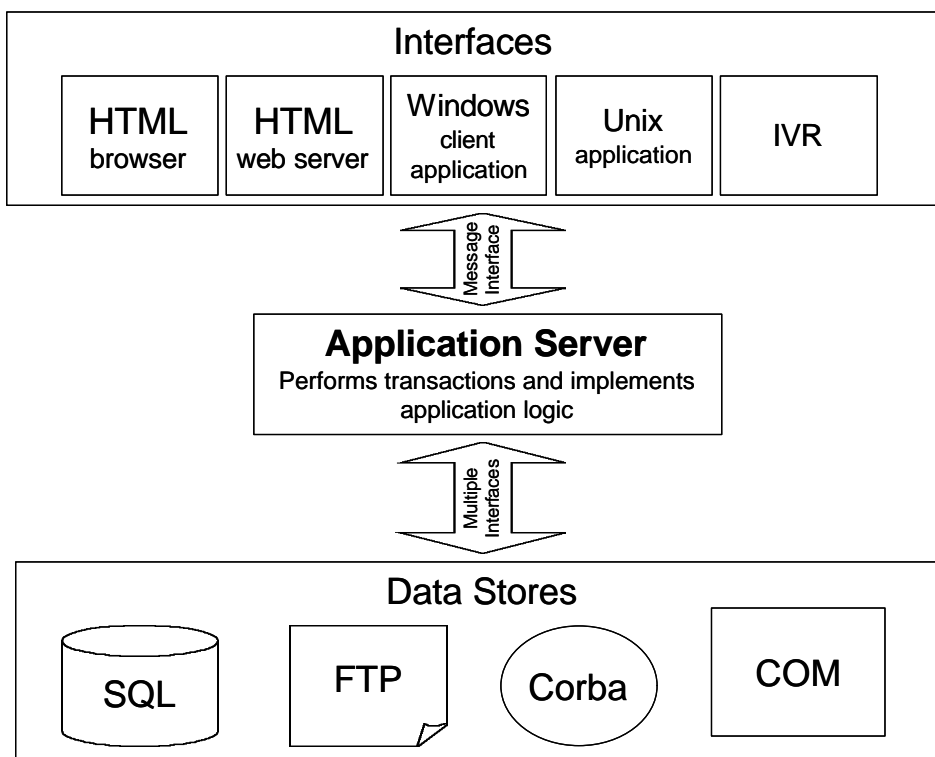 Interfaces
HTML
browser
HTML
web server
Windows
client
application
Unix
application
IVR
Message
Interface
Application Server
Performs transactions and implements
application logic
Multiple
Interfaces
Data Stores
SQL
FTP
Corba
COM